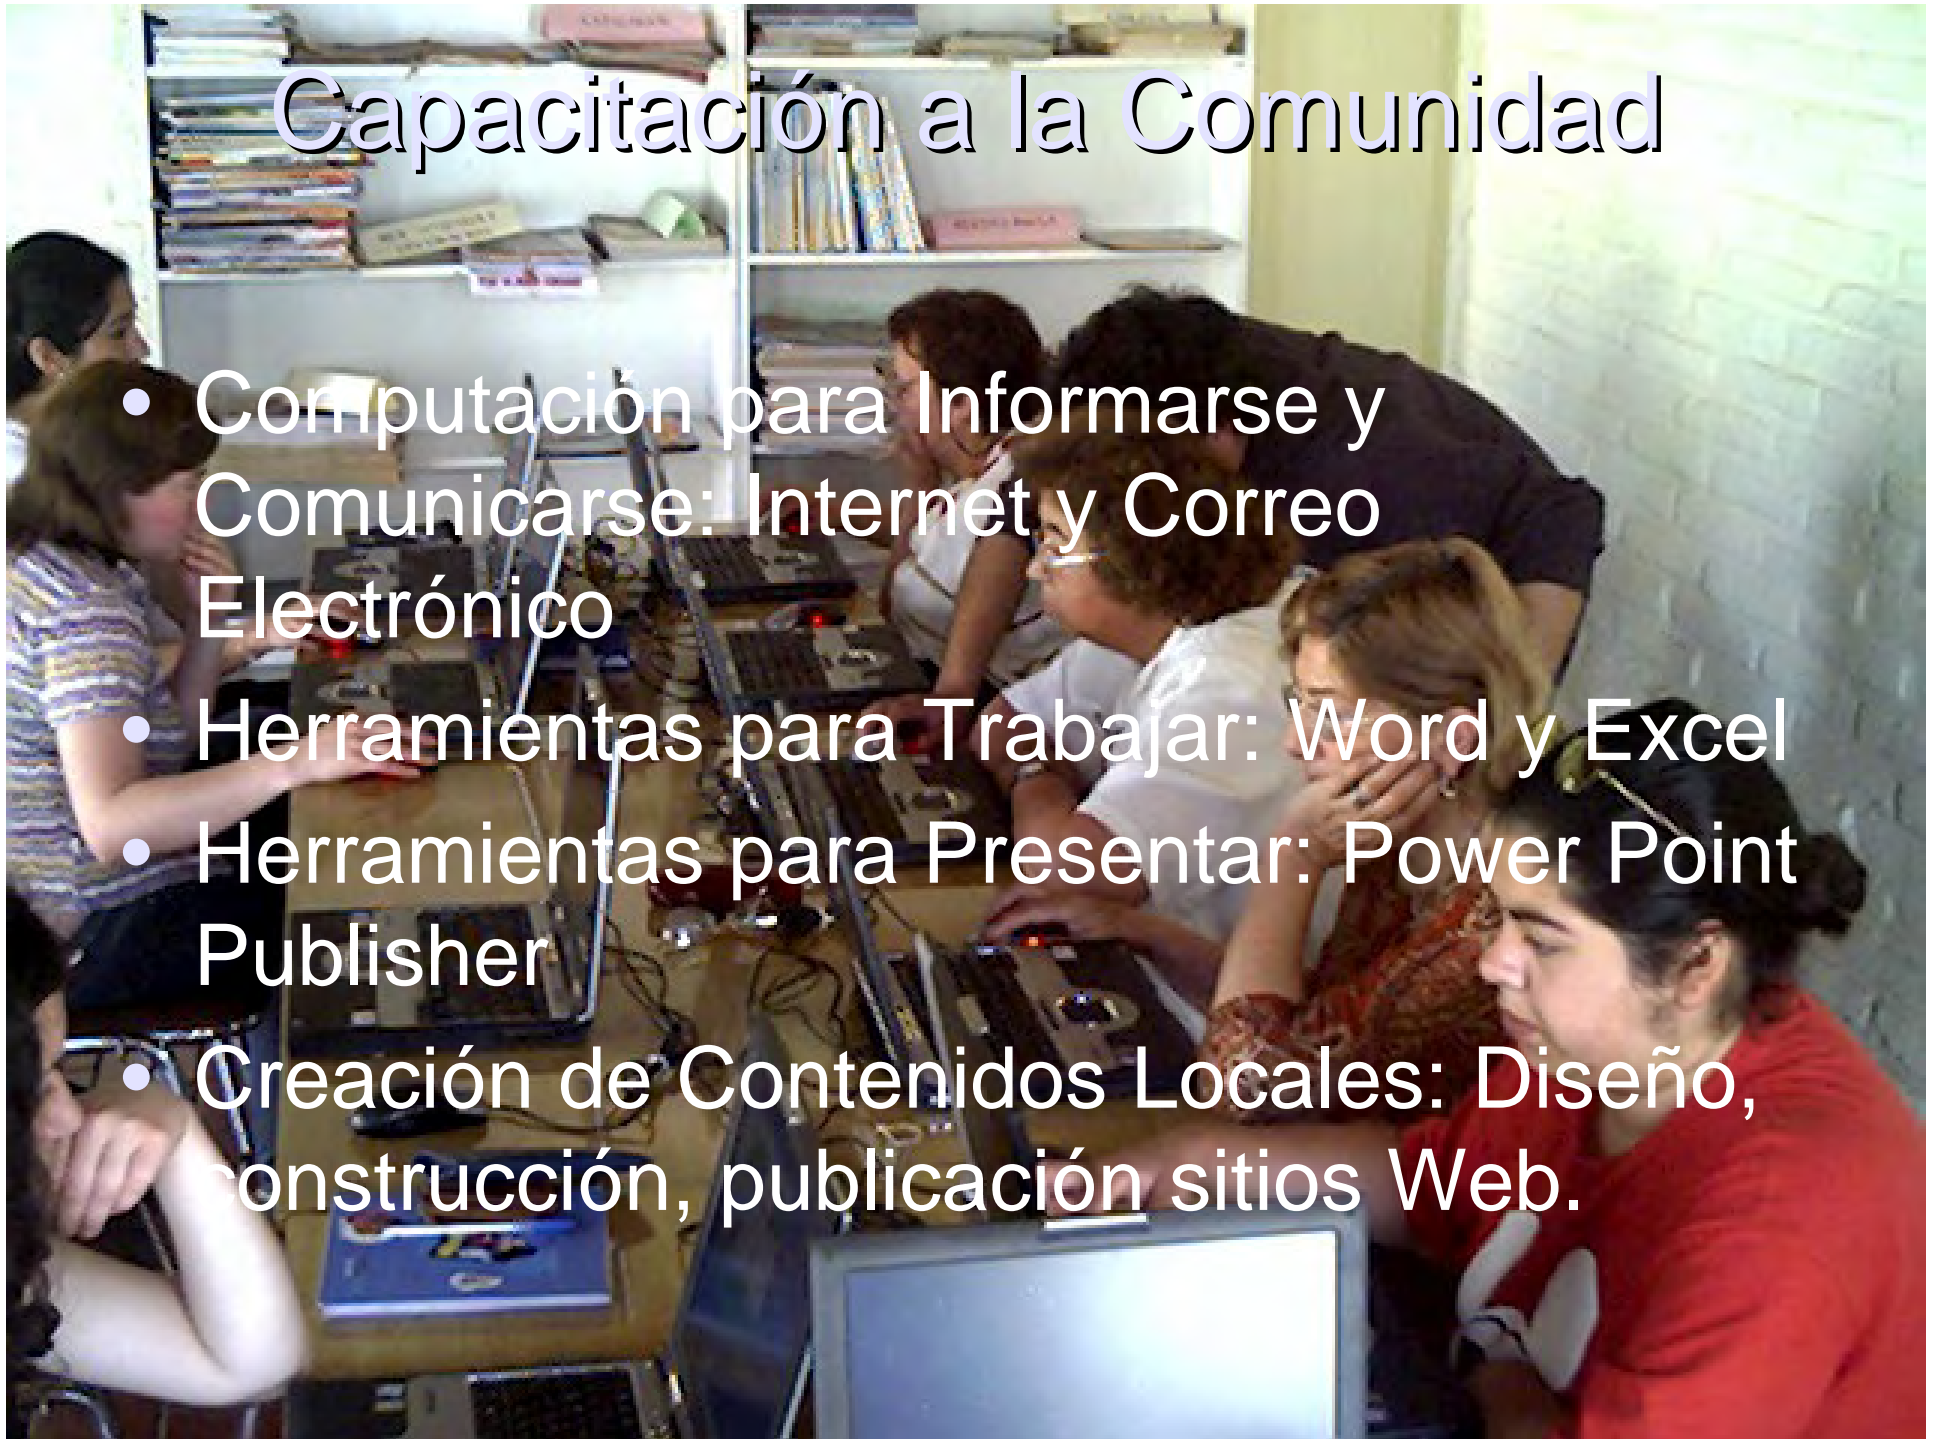 Capacitación a la Comunidad
• Computación para Informarse y
Comunicarse: Internet y Correo
Electrónico
• Herramientas para Trabajar: Word y Excel
• Herramientas para Presentar: Power Point
Publisher
• Creación de Contenidos Locales: Diseño,
construcción, publicación sitios Web.